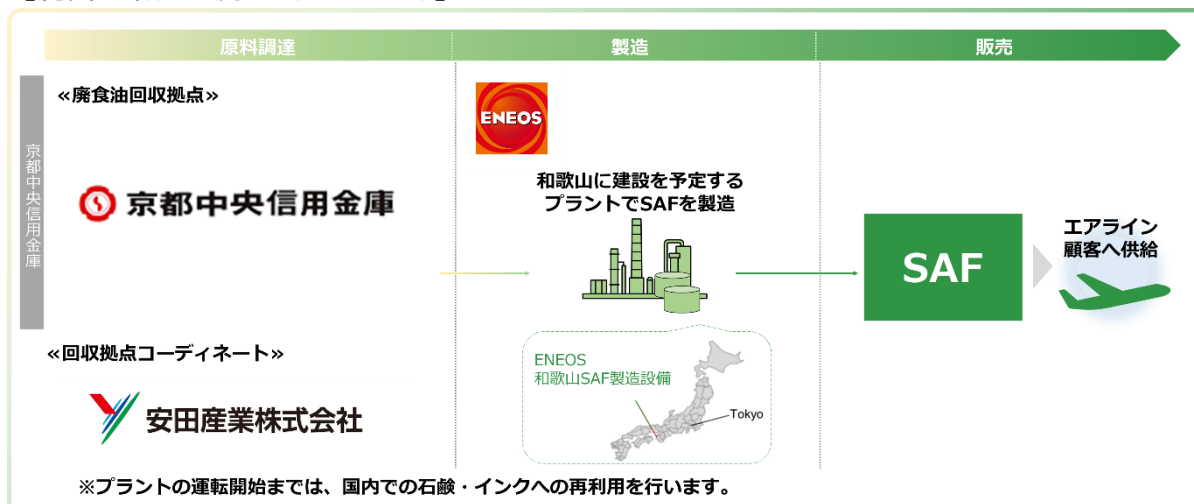 原料調達
製造
販売
京都中央信用金庫
≪廃食油回収拠点≫
京都中央信用金庫
ENEOS
和歌山に建設を予定する
プラントでSAFを製造
SAF
エアライン
顧客へ供給
≪回収拠点コーディネート≫
安田産業株式会社
ENEOS
和歌山SAF製造設備
Tokyo
※プラントの運転開始までは、国内での石鹸・インクへの再利用を行います。